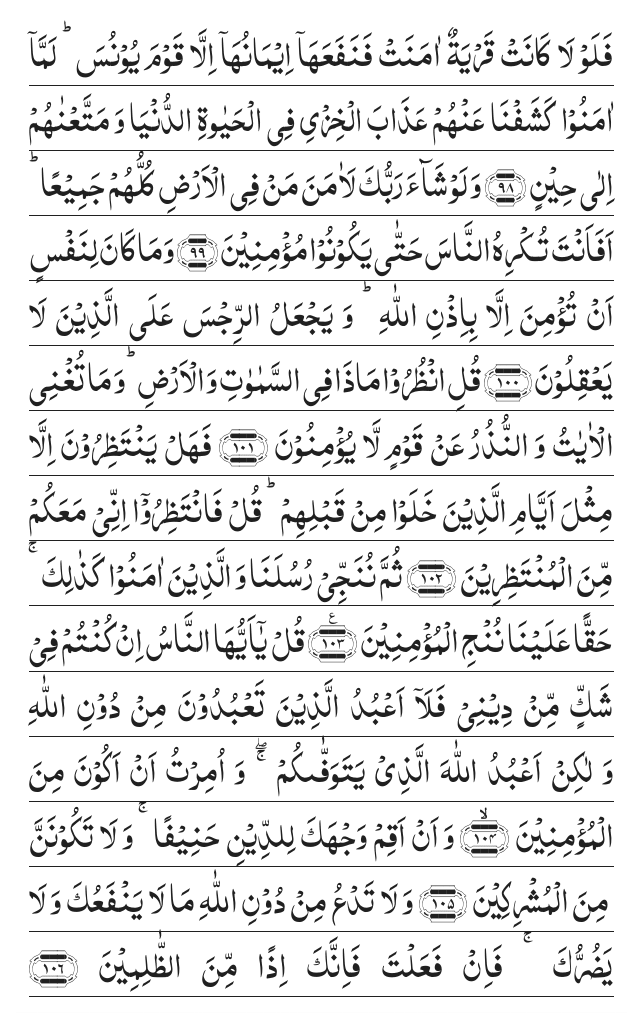 فَلَوْ لَا كَانَتْ قَرْيَةٌ اٰمَنَتْ فَنَفَعَهَاۤ اِيْمَانُهَاۤ اِلَّا قَوْمَ يُوْنُسَ ؕ لَمَّاۤ
اٰمَنُوْا كَشَفْنَا عَنْهُمْ عَذَابَ الْخِزْيِ فِي الْحَيٰوةِ الدُّنْيَا وَ مَتَّعْنٰهُمْ
اِلٰى حِيْنٍ ﴿۹۸﴾ وَ لَوْ شَآءَ رَبُّكَ لَاٰمَنَ مَنْ فِي الْاَرْضِ كُلُّهُمْ جَمِيْعًا ؕ
اَفَاَنْتَ تُكْرِهُ النَّاسَ حَتّٰى يَكُوْنُوْا مُؤْمِنِيْنَ ﴿۹۹﴾ وَ مَا كَانَ لِنَفْسٍ
اَنْ تُؤْمِنَ اِلَّا بِاِذْنِ اللّٰهِ ؕ وَ يَجْعَلُ الرِّجْسَ عَلَى الَّذِيْنَ لَا
يَعْقِلُوْنَ ﴿۱۰۰﴾ قُلِ انْظُرُوْا مَاذَا فِي السَّمٰوٰتِ وَ الْاَرْضِ ؕ وَ مَا تُغْنِي
الْاٰيٰتُ وَ النُّذُرُ عَنْ قَوْمٍ لَّا يُؤْمِنُوْنَ ﴿۱۰۱﴾ فَهَلْ يَنْتَظِرُوْنَ اِلَّا
مِثْلَ اَيَّامِ الَّذِيْنَ خَلَوْا مِنْ قَبْلِهِمْ ؕ قُلْ فَانْتَظِرُوْۤا اِنِّيْ مَعَكُمْ
مِّنَ الْمُنْتَظِرِيْنَ ﴿۱۰۲﴾ ثُمَّ نُنَجِّيْ رُسُلَنَا وَ الَّذِيْنَ اٰمَنُوْا كَذٰلِكَ ۚ
حَقًّا عَلَيْنَا نُنْجِ الْمُؤْمِنِيْنَ ﴿۱۰۳﴾ ع قُلْ يٰۤاَيُّهَا النَّاسُ اِنْ كُنْتُمْ فِيْ
شَكٍّ مِّنْ دِيْنِيْ فَلَاۤ اَعْبُدُ الَّذِيْنَ تَعْبُدُوْنَ مِنْ دُوْنِ اللّٰهِ
وَ لٰكِنْ اَعْبُدُ اللّٰهَ الَّذِيْ يَتَوَفّٰىكُمْ ۖۚ وَ اُمِرْتُ اَنْ اَكُوْنَ مِنَ
الْمُؤْمِنِيْنَ ﴿۱۰۴﴾ۙ وَ اَنْ اَقِمْ وَجْهَكَ لِلدِّيْنِ حَنِيْفًا ۚ وَ لَا تَكُوْنَنَّ
مِنَ الْمُشْرِكِيْنَ ﴿۱۰۵﴾ وَ لَا تَدْعُ مِنْ دُوْنِ اللّٰهِ مَا لَا يَنْفَعُكَ وَ لَا
يَضُرُّكَ ۚ فَاِنْ فَعَلْتَ فَاِنَّكَ اِذًا مِّنَ الظّٰلِمِيْنَ ﴿۱۰۶﴾